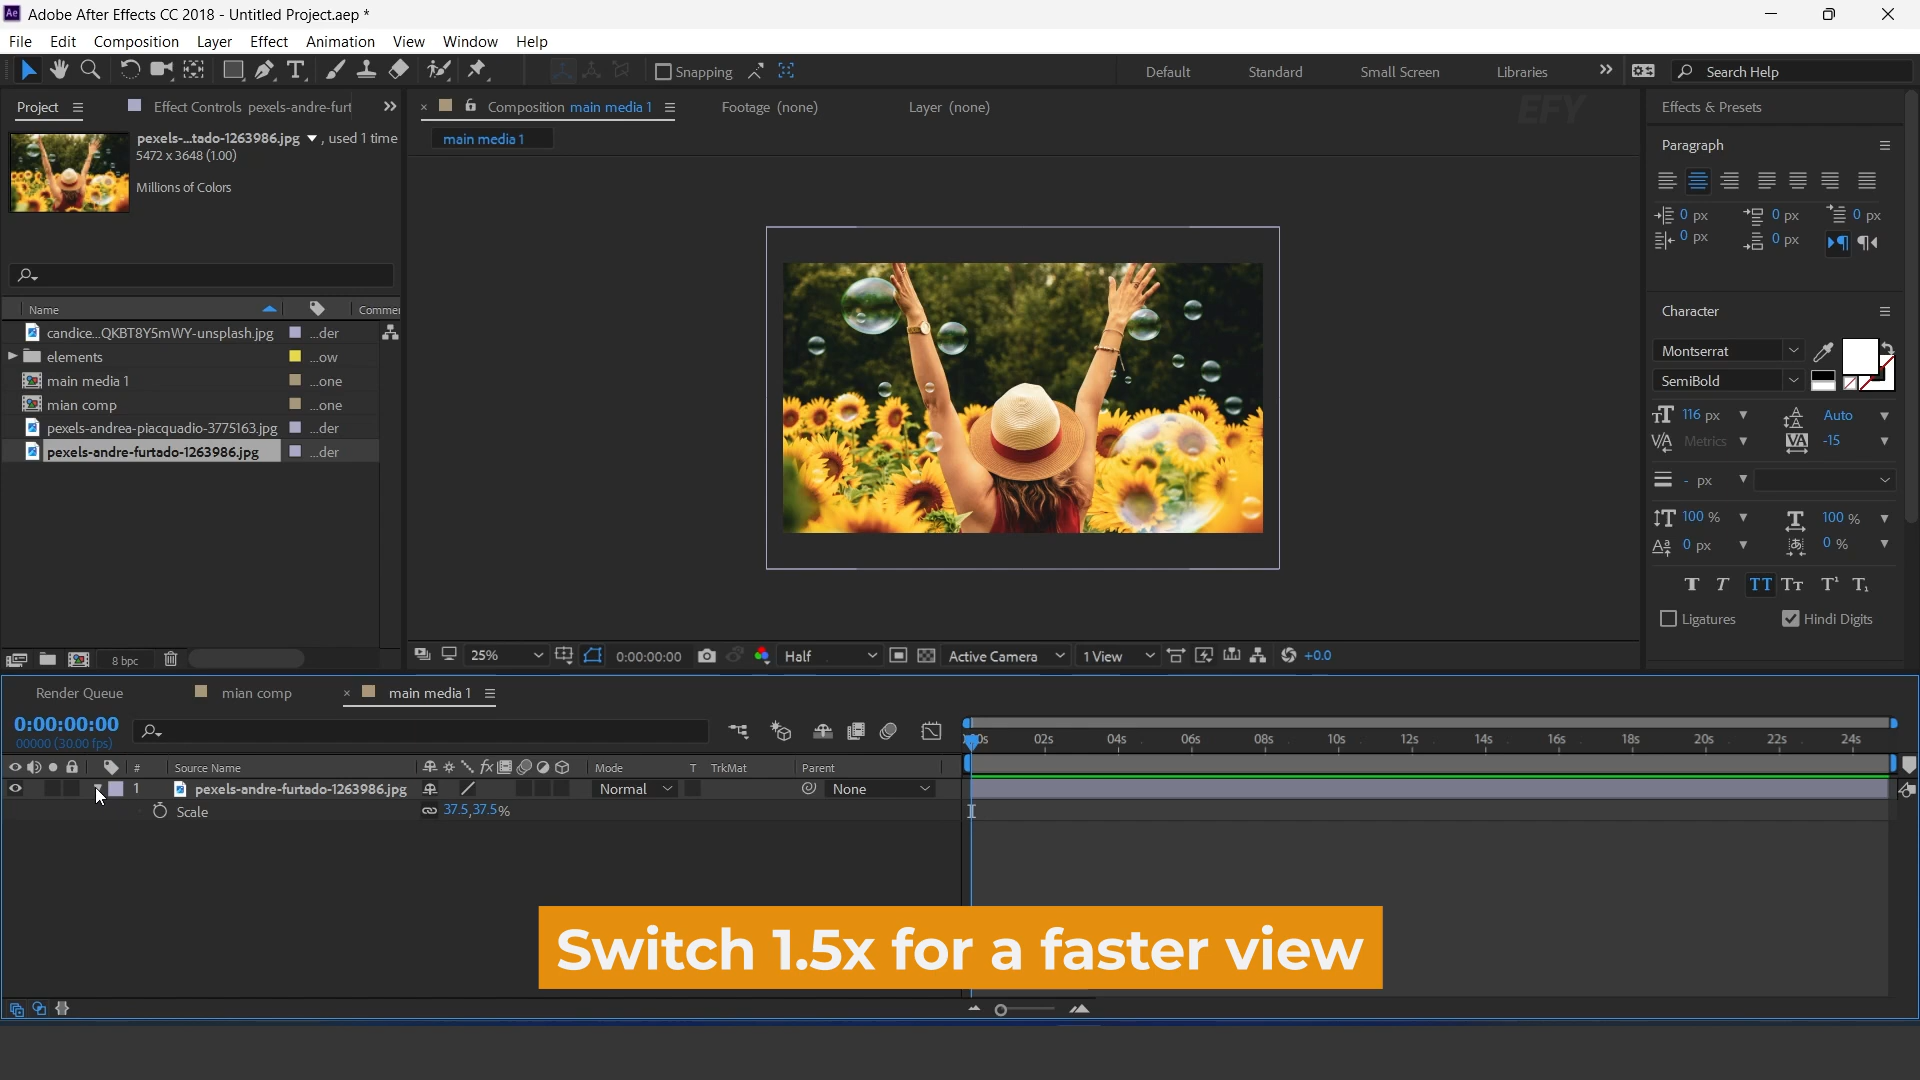 Adobe After Effects CC 2018 - Untitled Project.aep *
File Edit Composition Layer Effect Animation View Window Help
Snapping Default Standard Small Screen Libraries Search Help
Project Effect Controls pexels-andre-furt
Composition main media 1 Footage (none) Layer (none)
EFY
Effects & Presets
main media 1
pexels-...tado-1263986.jpg , used 1 time
5472 x 3648 (1.00)
Millions of Colors
Paragraph
0 px 0 px 0 px
0 px 0 px
Name Comme
candice...QKBT8Y5mWY-unsplash.jpg ...der
elements ...ow
main media 1 ...one
mian comp ...one
pexels-andrea-piacquadio-3775163.jpg ...der
pexels-andre-furtado-1263986.jpg ...der
Character
Montserrat
SemiBold
116 px Auto
Metrics -15
- px
100 % 100 %
0 px 0 %
T T TT Tt T¹ T₁
Ligatures Hindi Digits
8 bpc
25% 0:00:00:00 Half Active Camera 1 View +0.0
Render Queue mian comp main media 1
0:00:00:00
00000 (30.00 fps)
02s 04s 06s 08s 10s 12s 14s 16s 18s 20s 22s 24s
# Source Name Mode T TrkMat Parent
1 pexels-andre-furtado-1263986.jpg Normal None
Scale 37.5,37.5%
Switch 1.5x for a faster view